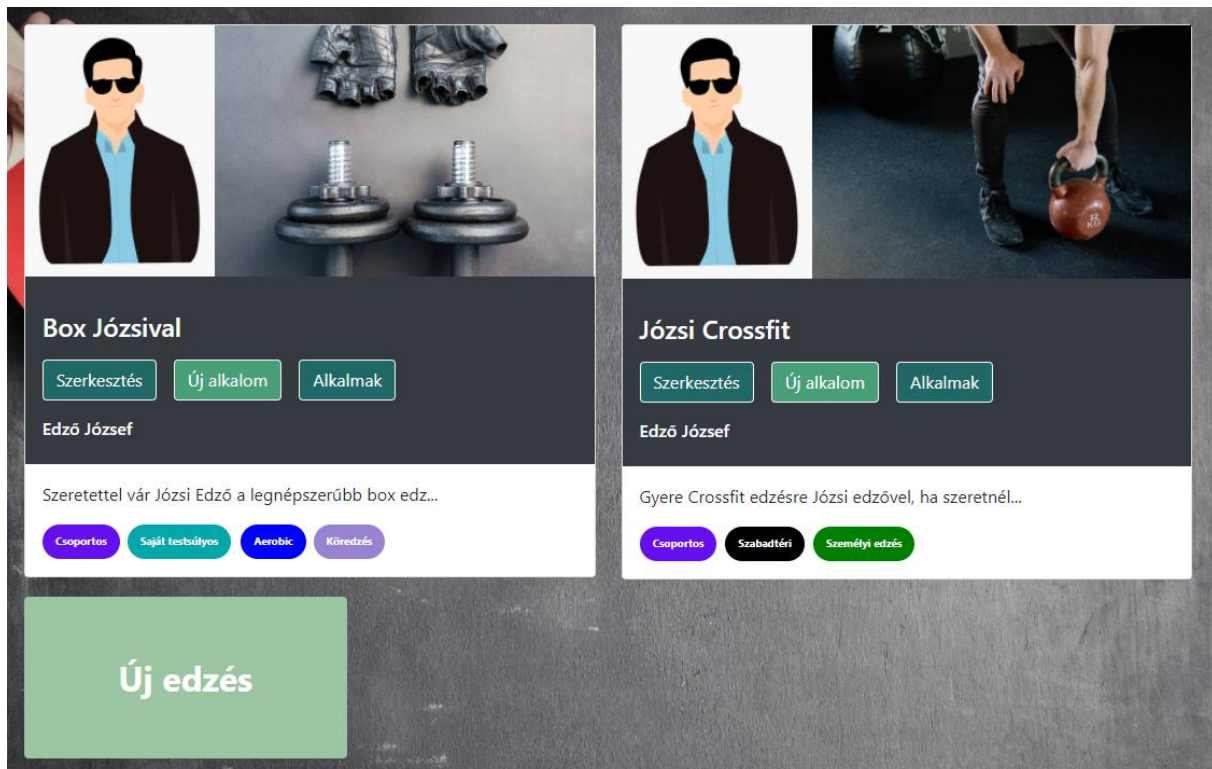 Box Józsival
Szerkesztés Új alkalom Alkalmak
Edző József
Szeretettel vár Józsi Edző a legnépszerűbb box edz...
Csoportos Saját testsúlyos Aerobic Köredzés
32
KG
Józsi Crossfit
Szerkesztés Új alkalom Alkalmak
Edző József
Gyere Crossfit edzésre Józsi edzővel, ha szeretnél...
Csoportos Szabadtéri Személyi edzés
Új edzés